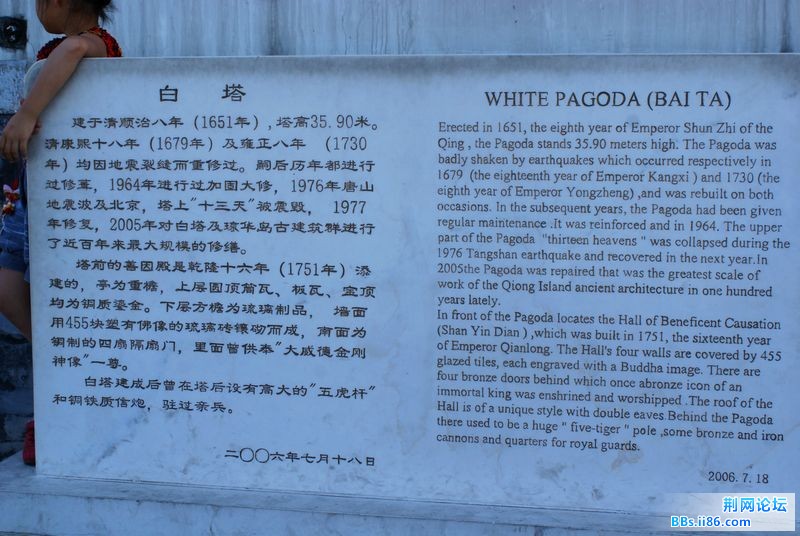 白 塔
建于清顺治八年（1651年）,塔高35.90米。
清康熙十八年（1679年）及雍正八年（1730
年）均因地震裂缝而重修过。嗣后历年都进行
过修葺，1964年进行过加固大修，1976年唐山
地震波及北京，塔上"十三天"被震毁， 1977
年修复，2005年对白塔及琼华岛古建筑群进行
了近百年来最大规模的修缮。
塔前的善因殿是乾隆十六年（1751年）添
建的，亭为重檐，上层圆顶筒瓦、板瓦、宝顶
均为铜质鎏金。下层方檐为琉璃制品， 墙面
用455块塑有佛像的琉璃砖镶砌而成，南面为
铜制的四扇隔扇门，里面曾供奉"大威德金刚
神像"一尊。
白塔建成后曾在塔后设有高大的"五虎杆"
和铜铁质信炮，驻过亲兵。
二〇〇六年七月十八日
WHITE PAGODA (BAI TA)
Erected in 1651, the eighth year of Emperor Shun Zhi of the
Qing , the Pagoda stands 35.90 meters high. The Pagoda was
badly shaken by earthquakes which occurred respectively in
1679 (the eighteenth year of Emperor Kangxi ) and 1730 (the
eighth year of Emperor Yongzheng) ,and was rebuilt on both
occasions. In the subsequent years, the Pagoda had been given
regular maintenance .It was reinforced and in 1964. The upper
part of the Pagoda "thirteen heavens " was collapsed during the
1976 Tangshan earthquake and recovered in the next year.In
2005the Pagoda was repaired that was the greatest scale of
work of the Qiong Island ancient architecture in one hundred
years lately.
In front of the Pagoda locates the Hall of Beneficent Causation
(Shan Yin Dian ) ,which was built in 1751, the sixteenth year
of Emperor Qianlong. The Hall's four walls are covered by 455
glazed tiles, each engraved with a Buddha image. There are
four bronze doors behind which once abronze icon of an
immortal king was enshrined and worshipped .The roof of the
Hall is of a unique style with double eaves.Behind the Pagoda
there used to be a huge " five-tiger " pole ,some bronze and iron
cannons and quarters for royal guards.
2006. 7. 18
荆网论坛
BBs.ii86.com